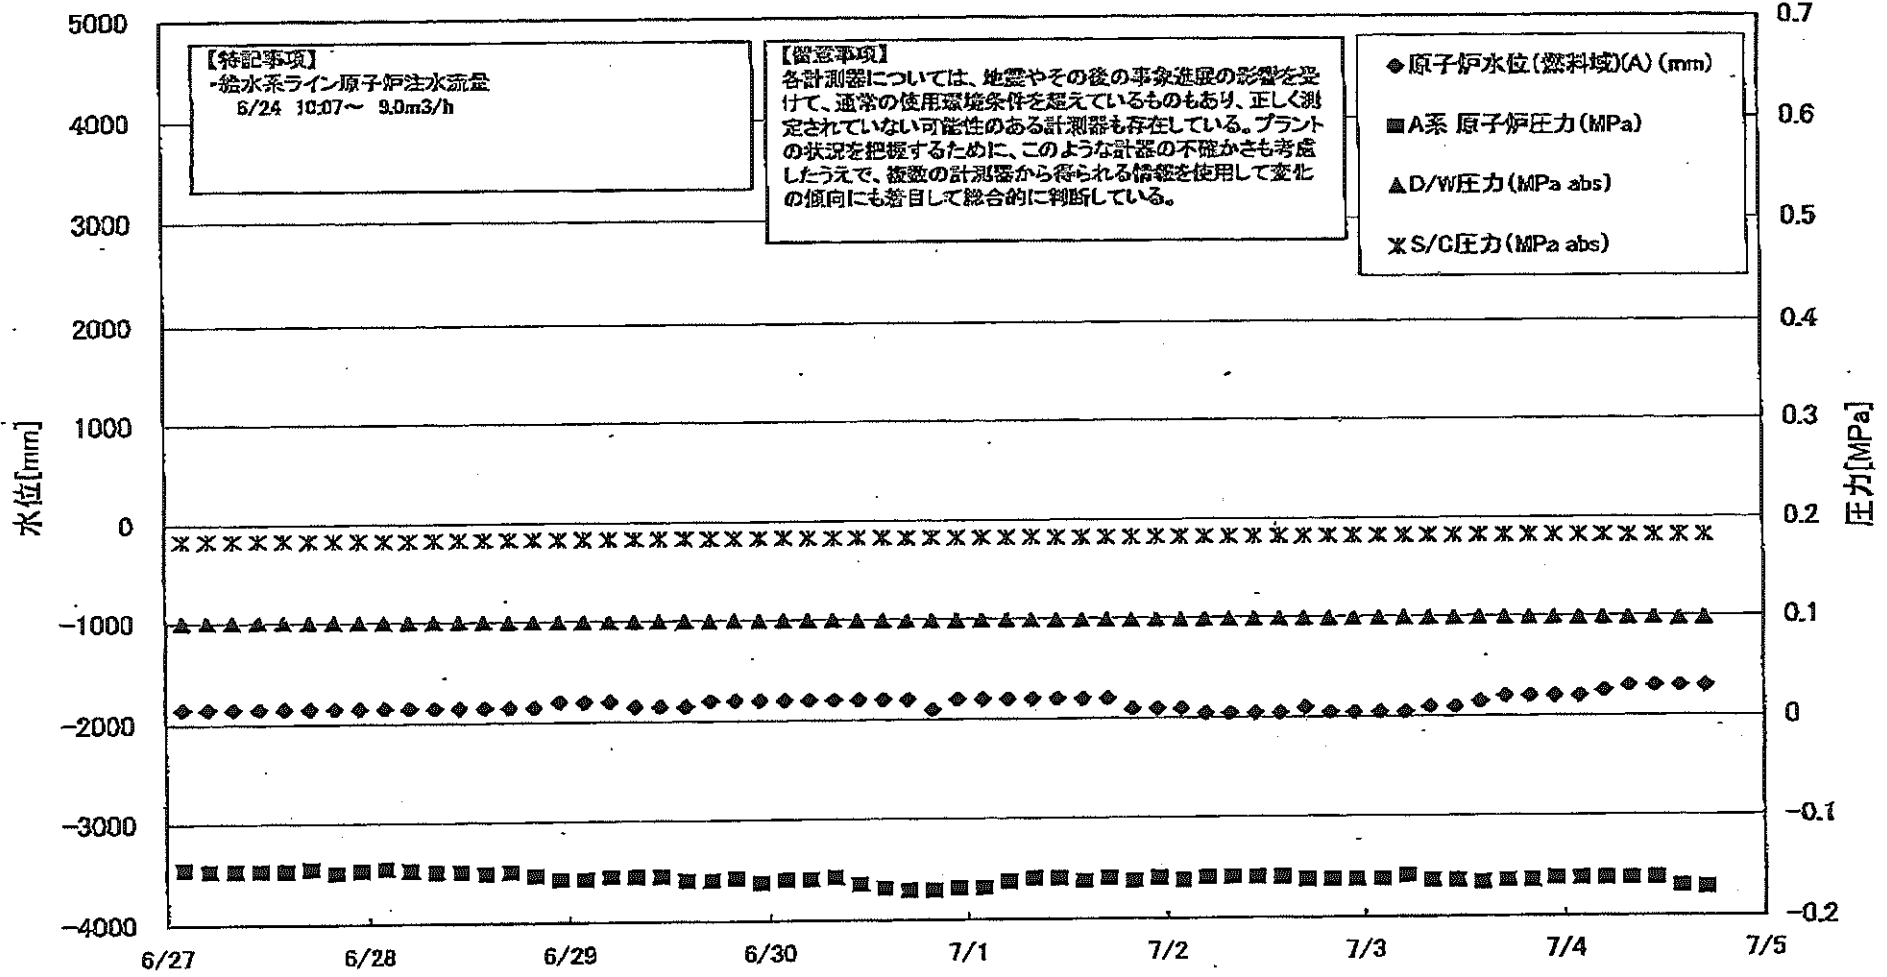 5000
4000
3000
2000
1000
0
-1000
-2000
-3000
-4000
水位[mm]
【特記事項】
・給水系ライン原子炉注水流量
6/24 10:07～ 9.0m3/h
【留意事項】
各計測器については、地震やその後の事象進展の影響を受
けて、通常の使用環境条件を超えているものもあり、正しく測
定されていない可能性のある計測器も存在している。プラント
の状況を把握するために、このような計器の不確かさも考慮
したうえで、複数の計測器から得られる情報を使用して変化
の傾向にも着目して総合的に判断している。
◆原子炉水位(燃料域)(A) (mm)
■A系 原子炉圧力(MPa)
▲D/W圧力(MPa abs)
S/C圧力(MPa abs)
0.7
0.6
0.5
0.4
0.3
0.2
0.1
0
-0.1
-0.2
圧力[MPa]
6/27 6/28 6/29 6/30 7/1 7/2 7/3 7/4 7/5